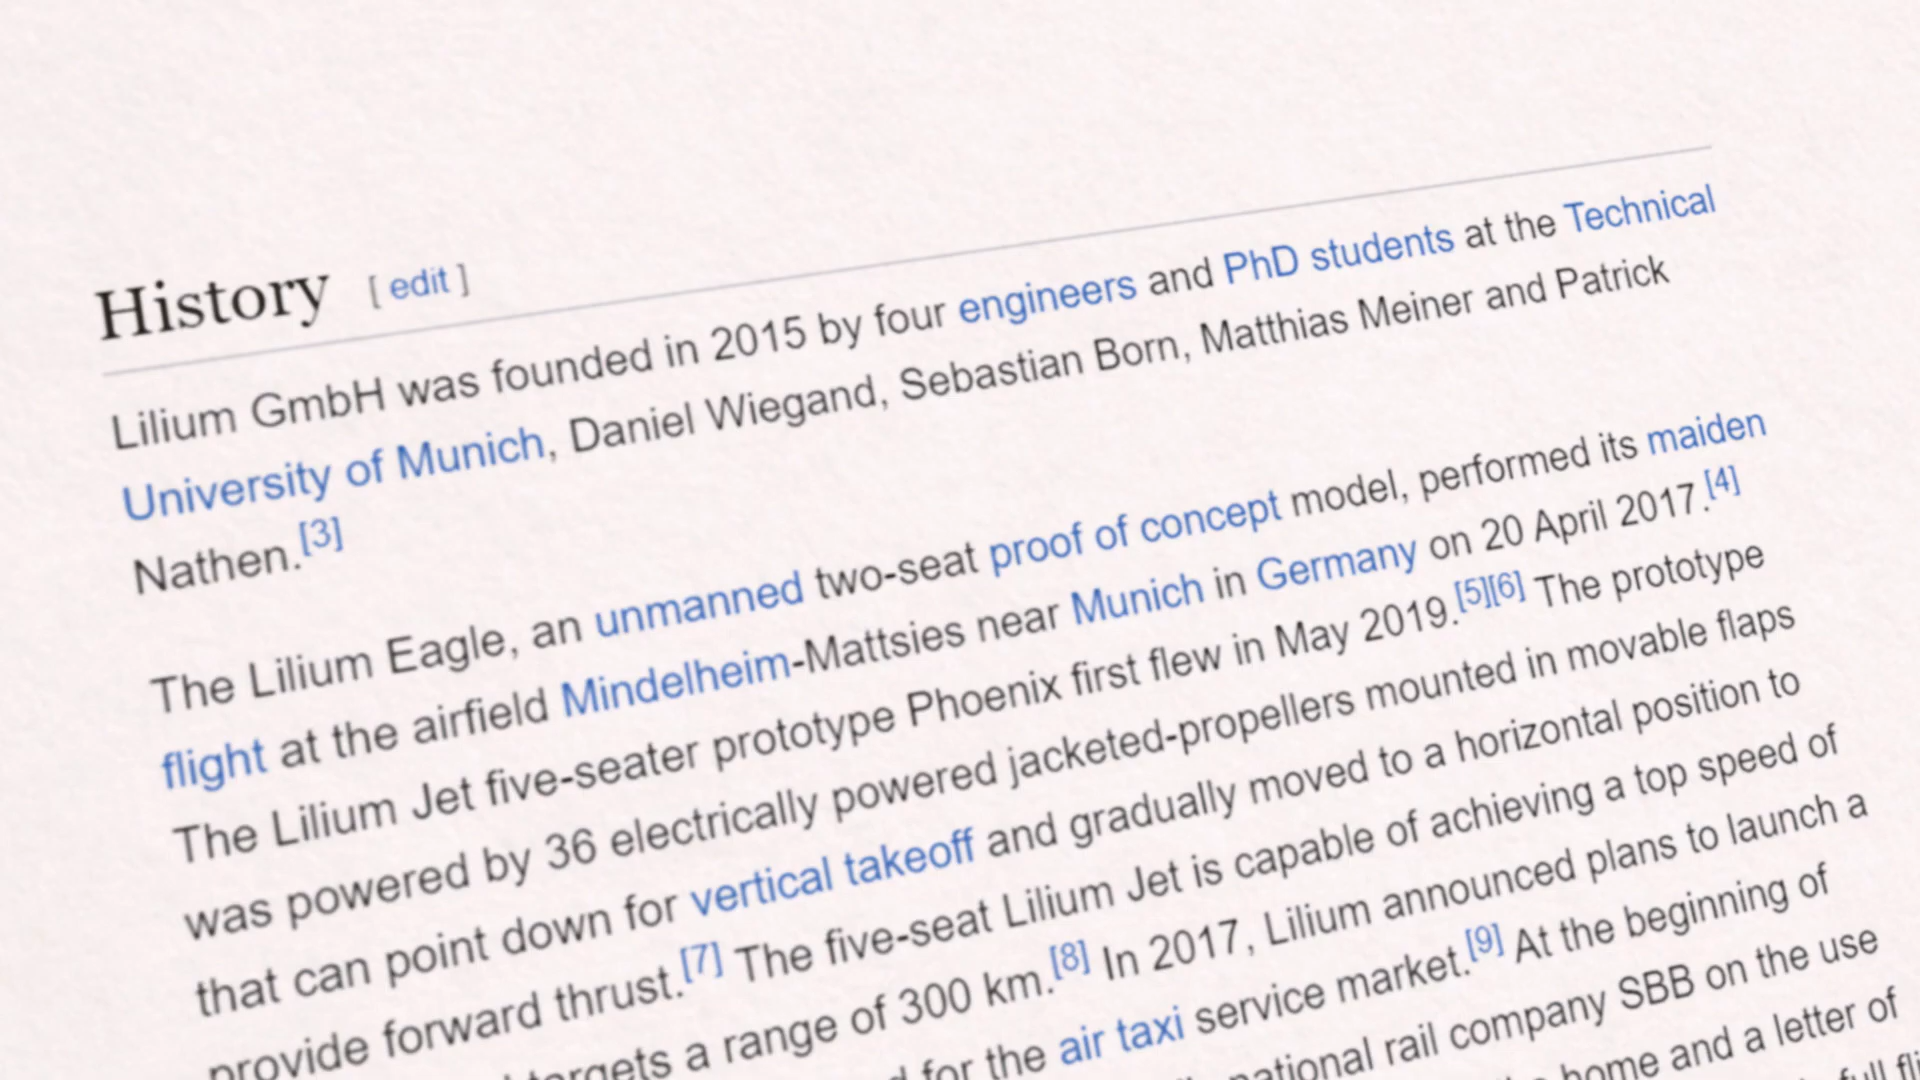 History [ edit ]
Lilium GmbH was founded in 2015 by four engineers and PhD students at the Technical
University of Munich, Daniel Wiegand, Sebastian Born, Matthias Meiner and Patrick
Nathen.[3]
The Lilium Eagle, an unmanned two-seat proof of concept model, performed its maiden
flight at the airfield Mindelheim-Mattsies near Munich in Germany on 20 April 2017.[4]
The Lilium Jet five-seater prototype Phoenix first flew in May 2019.[5][6] The prototype
was powered by 36 electrically powered jacketed-propellers mounted in movable flaps
that can point down for vertical takeoff and gradually moved to a horizontal position to
provide forward thrust.[7] The five-seat Lilium Jet is capable of achieving a top speed of
targets a range of 300 km.[8] In 2017, Lilium announced plans to launch a
for the air taxi service market.[9] At the beginning of
national rail company SBB on the use
home and a letter of
full